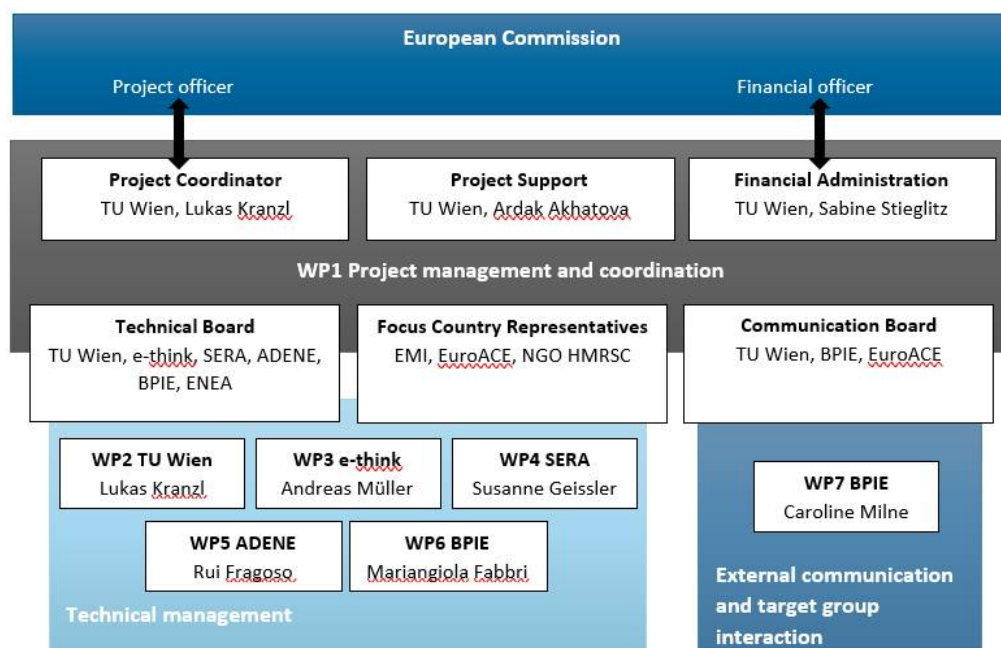 European Commission
Project officer
Financial officer
Project Coordinator
TU Wien, Lukas Kranzl
Project Support
TU Wien, Ardak Akhatova
Financial Administration
TU Wien, Sabine Stieglitz
WP1 Project management and coordination
Technical Board
TU Wien, e-think, SERA, ADENE,
BPIE, ENEA
Focus Country Representatives
EMI, EuroACE, NGO HMRSC
Communication Board
TU Wien, BPIE, EuroACE
WP2 TU Wien
Lukas Kranzl
WP3 e-think
Andreas Müller
WP4 SERA
Susanne Geissler
WP5 ADENE
Rui Fragoso
WP6 BPIE
Mariangiola Fabbri
Technical management
WP7 BPIE
Caroline Milne
External communication
and target group
interaction